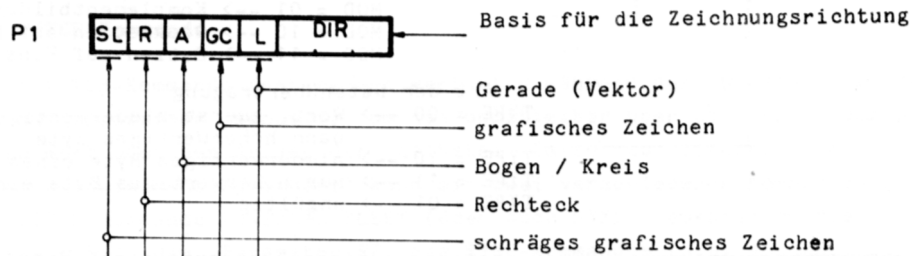 Basis für die Zeichnungsrichtung
P1 SL R A GC L DIR
Gerade (Vektor)
grafisches Zeichen
Bogen / Kreis
Rechteck
schräges grafisches Zeichen